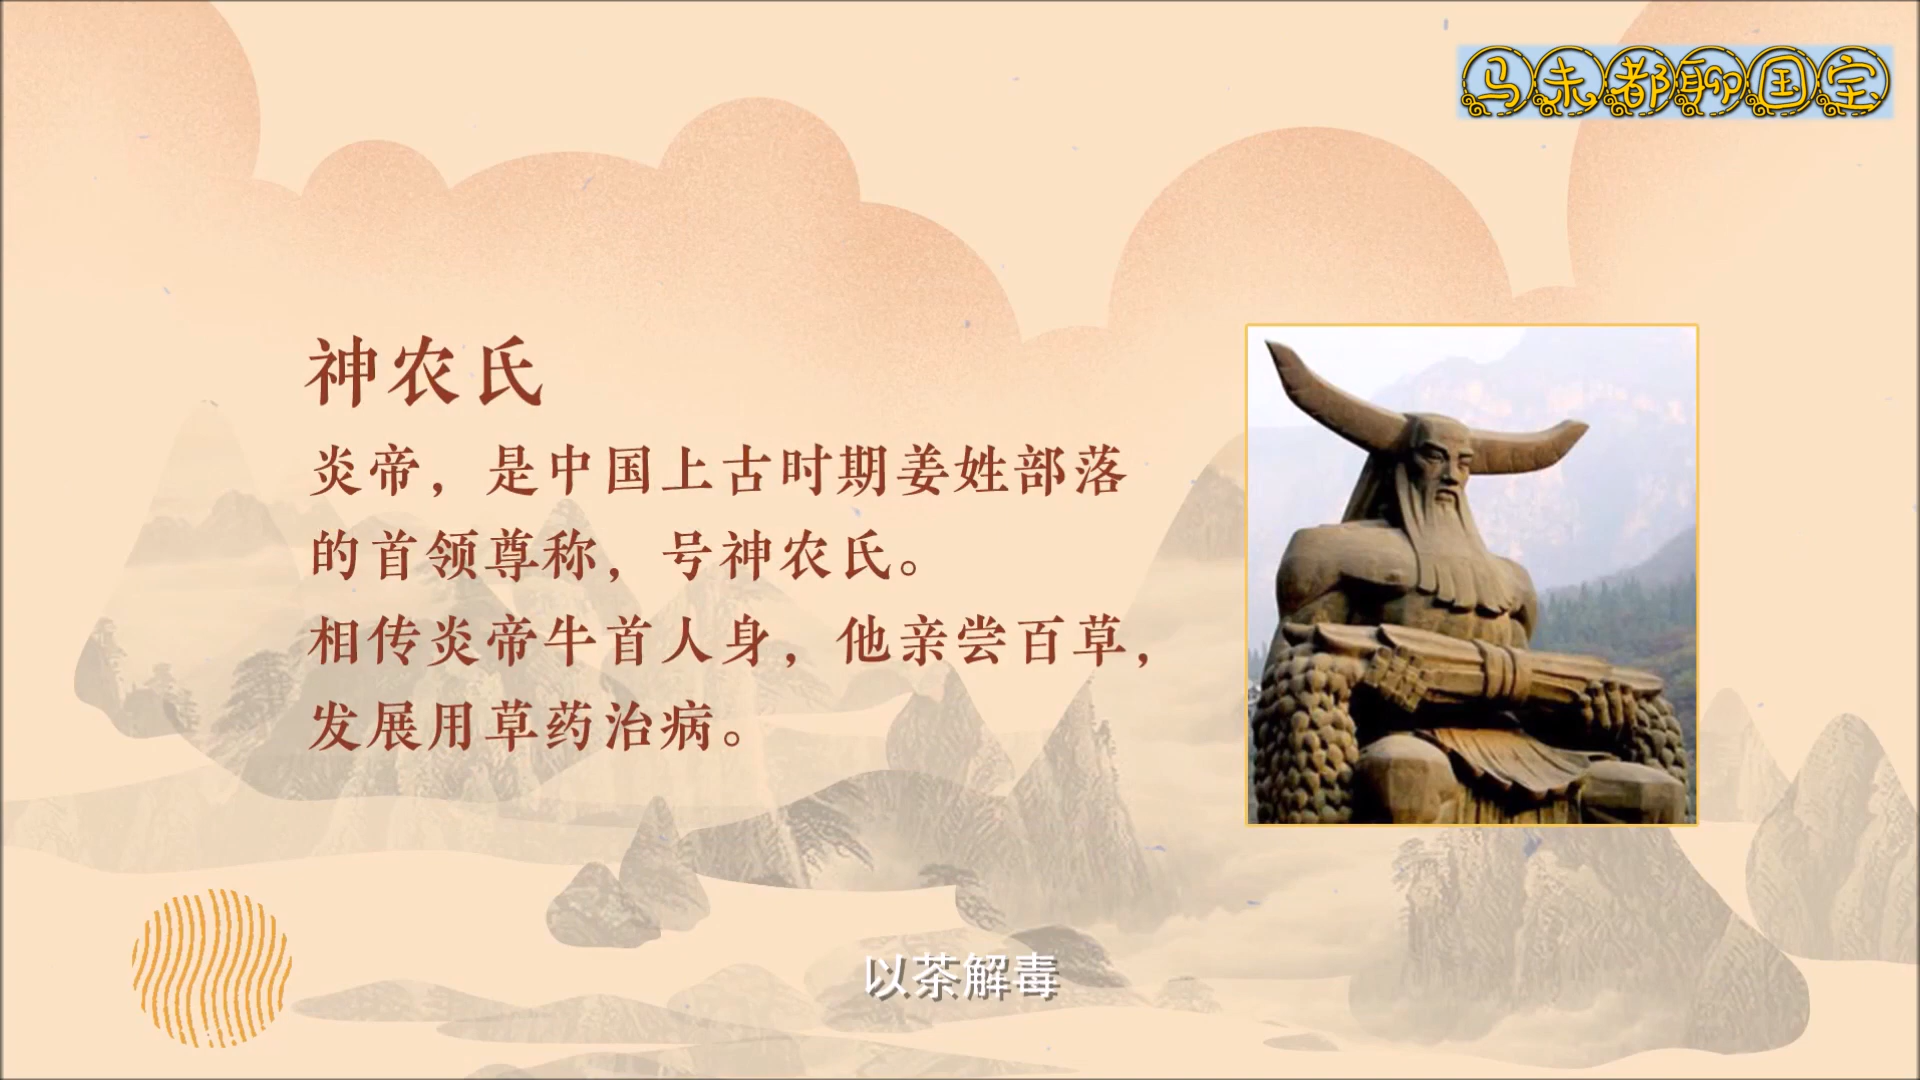 马未都聊国宝
神农氏
炎帝，是中国上古时期姜姓部落
的首领尊称，号神农氏。
相传炎帝牛首人身，他亲尝百草，
发展用草药治病。
以茶解毒